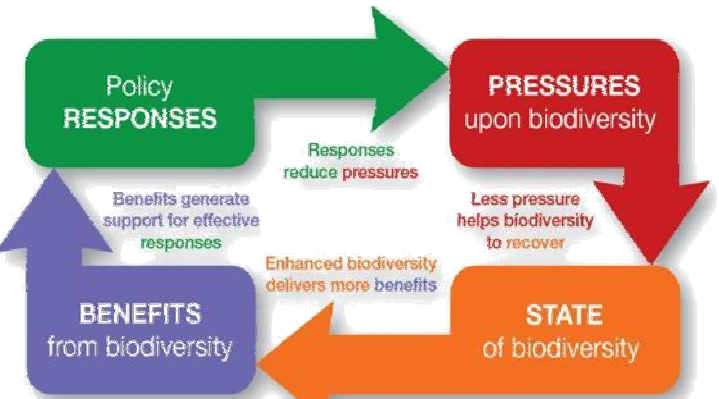 Policy
RESPONSES
PRESSURES
upon biodiversity
Responses
reduce pressures
Benefits generate
support for effective
responses
Less pressure
helps biodiversity
to recover
Enhanced biodiversity
delivers more benefits
BENEFITS
from biodiversity
STATE
of biodiversity